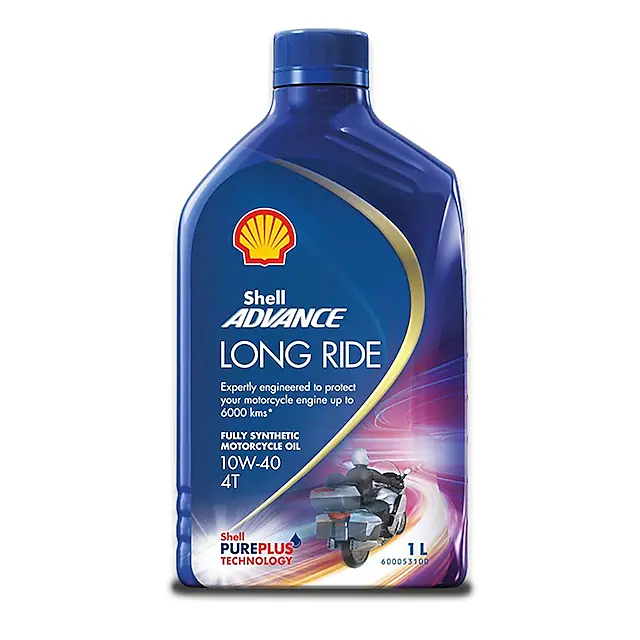 Shell
ADVANCE
LONG RIDE
Expertly engineered to protect
your motorcycle engine up to
6000 kms*
FULLY SYNTHETIC
MOTORCYCLE OIL
10W-40
4T
Shell
PUREPLUS
TECHNOLOGY
1 L
600053100